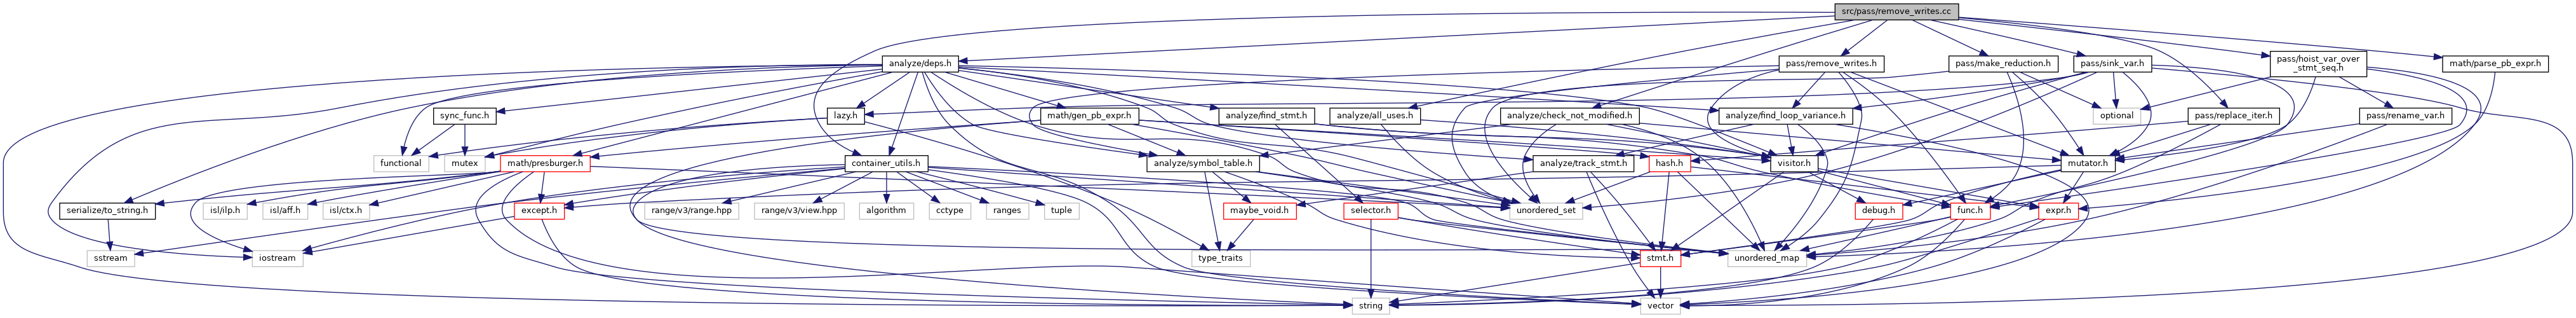 src/pass/remove_writes.cc
analyze/deps.h
pass/remove_writes.h
pass/make_reduction.h
pass/sink_var.h
pass/hoist_var_over
_stmt_seq.h
math/parse_pb_expr.h
sync_func.h
lazy.h
math/gen_pb_expr.h
analyze/find_stmt.h
analyze/all_uses.h
analyze/check_not_modified.h
analyze/find_loop_variance.h
optional
pass/replace_iter.h
pass/rename_var.h
functional
mutex
math/presburger.h
container_utils.h
analyze/symbol_table.h
analyze/track_stmt.h
hash.h
visitor.h
mutator.h
serialize/to_string.h
isl/ilp.h
isl/aff.h
isl/ctx.h
except.h
range/v3/range.hpp
range/v3/view.hpp
algorithm
cctype
ranges
tuple
maybe_void.h
selector.h
unordered_set
debug.h
func.h
expr.h
sstream
iostream
type_traits
stmt.h
unordered_map
string
vector